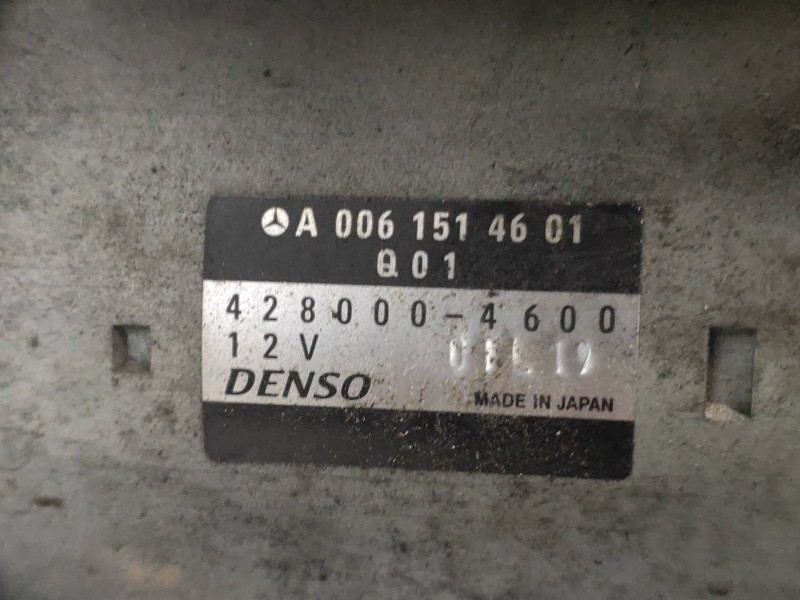 A 006 151 46 01
Q01
428000-4600
12V
DENSO
MADE IN JAPAN